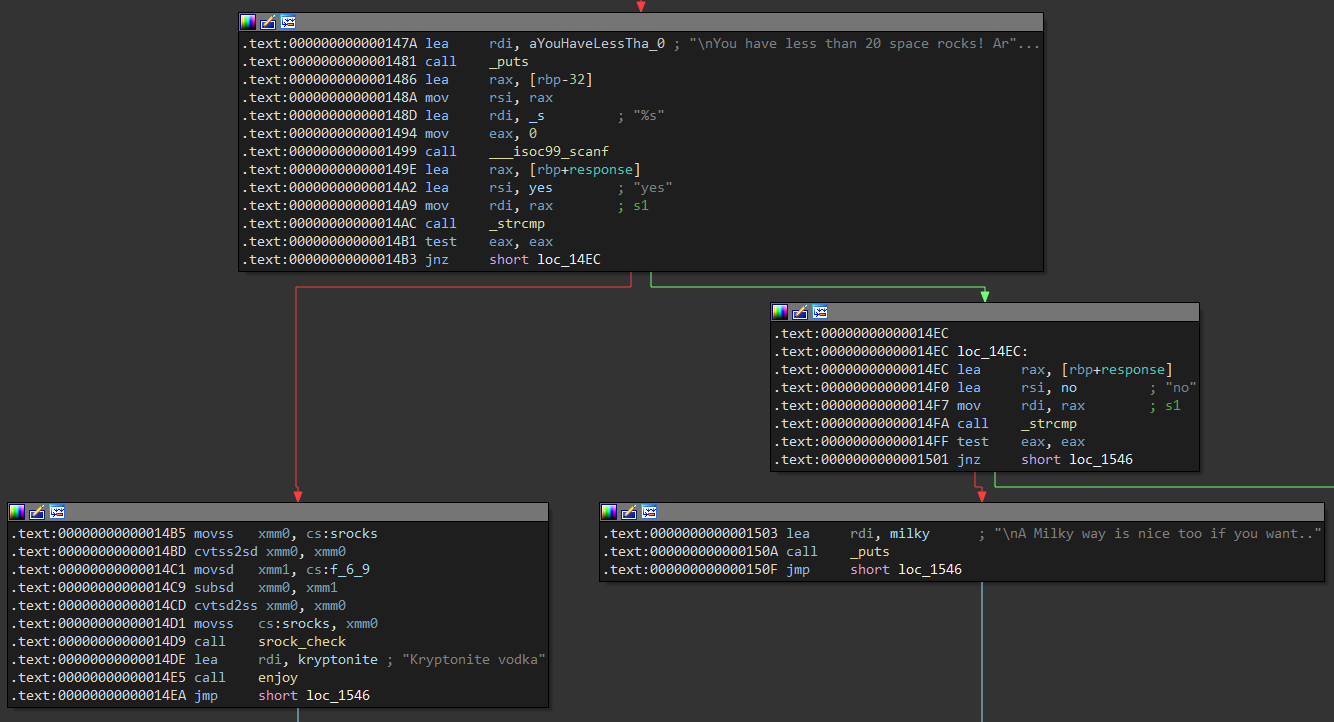 .text:000000000000147A lea rdi, aYouHaveLessTha_0 ; "\nYou have less than 20 space rocks! Ar"...
.text:0000000000001481 call _puts
.text:0000000000001486 lea rax, [rbp-32]
.text:000000000000148A mov rsi, rax
.text:000000000000148D lea rdi, _s ; "%s"
.text:0000000000001494 mov eax, 0
.text:0000000000001499 call ___isoc99_scanf
.text:000000000000149E lea rax, [rbp+response]
.text:00000000000014A2 lea rsi, yes ; "yes"
.text:00000000000014A9 mov rdi, rax ; s1
.text:00000000000014AC call _strcmp
.text:00000000000014B1 test eax, eax
.text:00000000000014B3 jnz short loc_14EC
.text:00000000000014EC
.text:00000000000014EC loc_14EC:
.text:00000000000014EC lea rax, [rbp+response]
.text:00000000000014F0 lea rsi, no ; "no"
.text:00000000000014F7 mov rdi, rax ; s1
.text:00000000000014FA call _strcmp
.text:00000000000014FF test eax, eax
.text:0000000000001501 jnz short loc_1546
.text:00000000000014B5 movss xmm0, cs:srocks
.text:00000000000014BD cvtss2sd xmm0, xmm0
.text:00000000000014C1 movsd xmm1, cs:f_6_9
.text:00000000000014C9 subsd xmm0, xmm1
.text:00000000000014CD cvtsd2ss xmm0, xmm0
.text:00000000000014D1 movss cs:srocks, xmm0
.text:00000000000014D9 call srock_check
.text:00000000000014DE lea rdi, kryptonite ; "Kryptonite vodka"
.text:00000000000014E5 call enjoy
.text:00000000000014EA jmp short loc_1546
.text:0000000000001503 lea rdi, milky ; "\nA Milky way is nice too if you want.."
.text:000000000000150A call _puts
.text:000000000000150F jmp short loc_1546